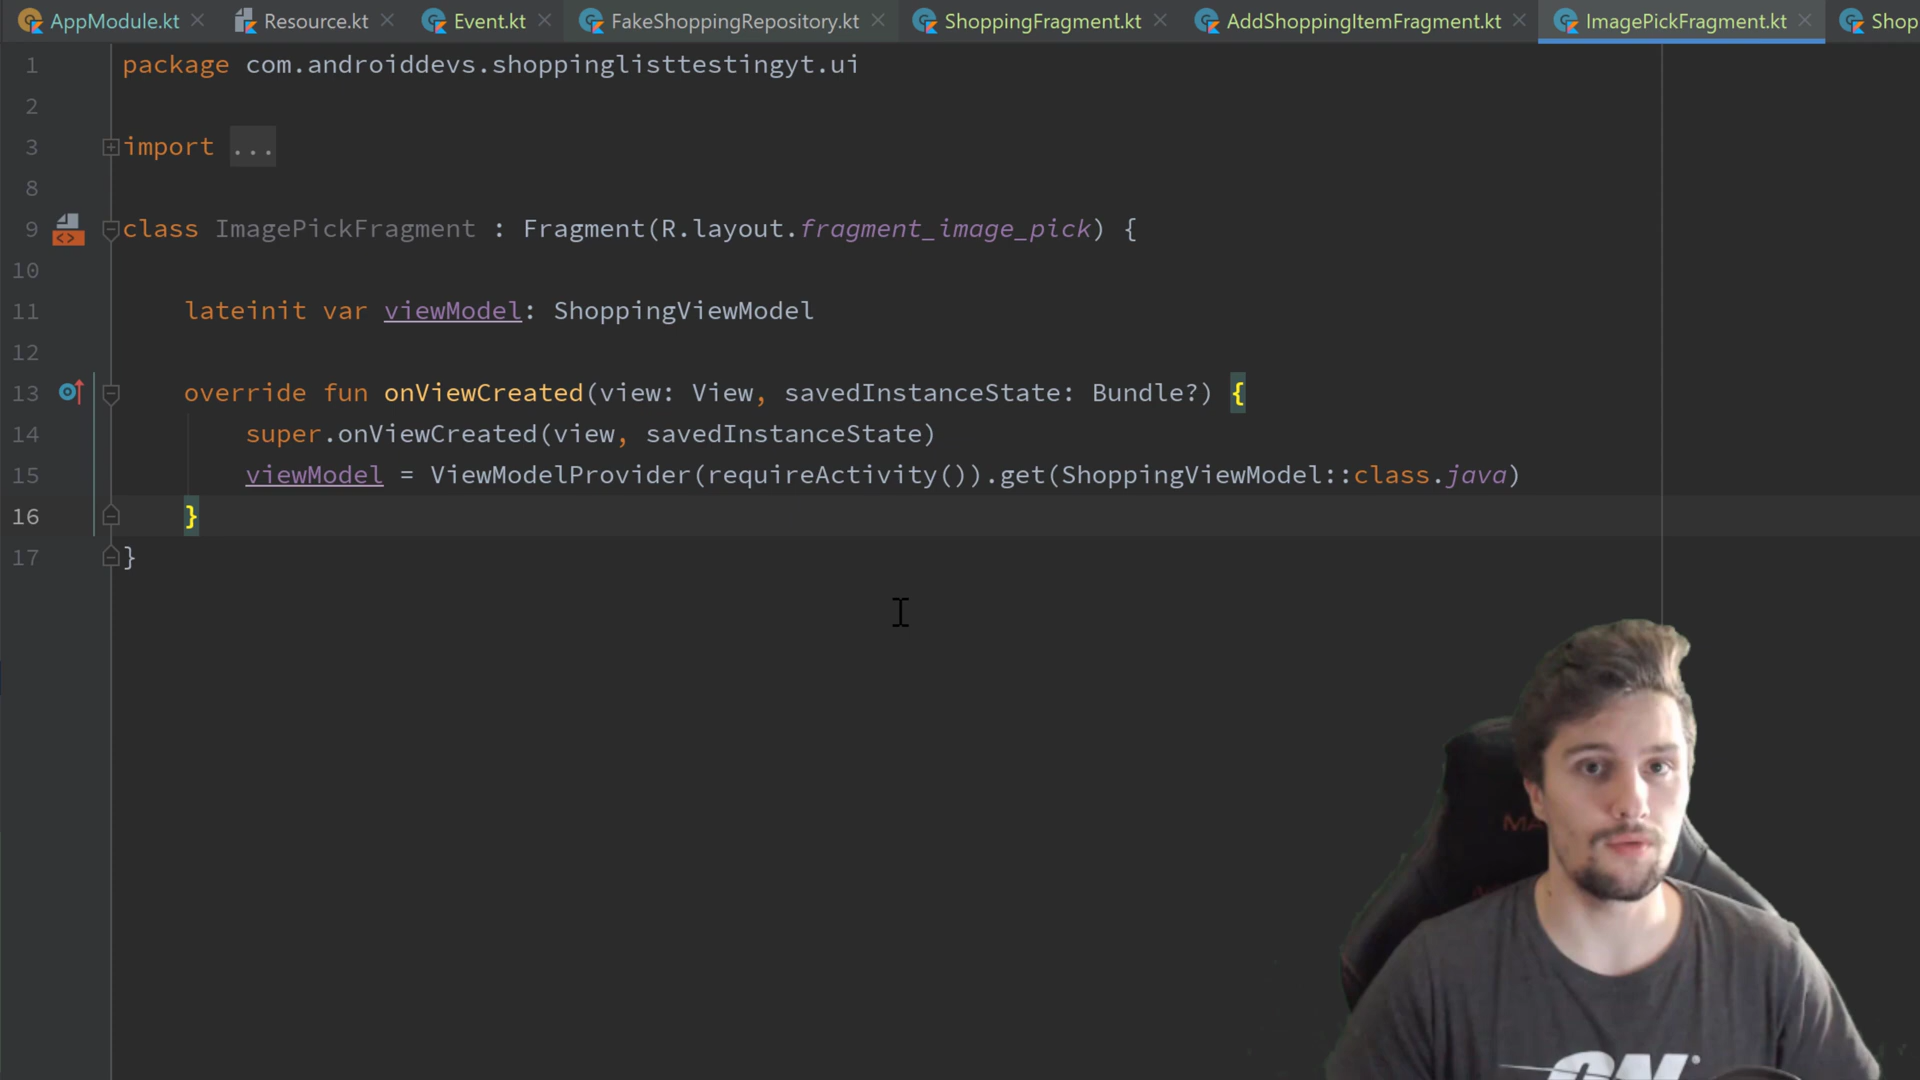 AppModule.kt Resource.kt Event.kt FakeShoppingRepository.kt ShoppingFragment.kt AddShoppingItemFragment.kt ImagePickFragment.kt Shop
1 package com.androiddevs.shoppinglisttestingyt.ui
2
3 import ...
8
9 class ImagePickFragment : Fragment(R.layout.fragment_image_pick) {
10
11 lateinit var viewModel: ShoppingViewModel
12
13 override fun onViewCreated(view: View, savedInstanceState: Bundle?) {
14 super.onViewCreated(view, savedInstanceState)
15 viewModel = ViewModelProvider(requireActivity()).get(ShoppingViewModel::class.java)
16 }
17 }